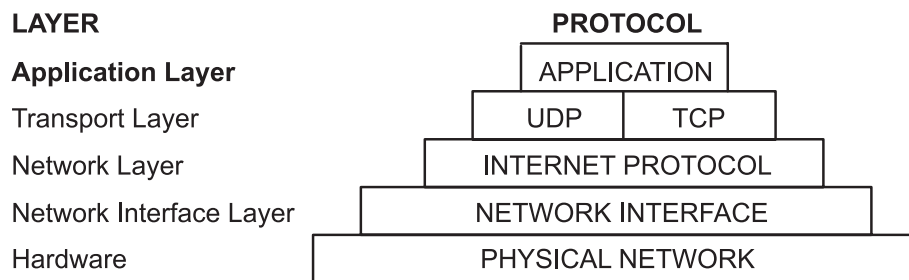 LAYER PROTOCOL
Application Layer APPLICATION
Transport Layer UDP TCP
Network Layer INTERNET PROTOCOL
Network Interface Layer NETWORK INTERFACE
Hardware PHYSICAL NETWORK